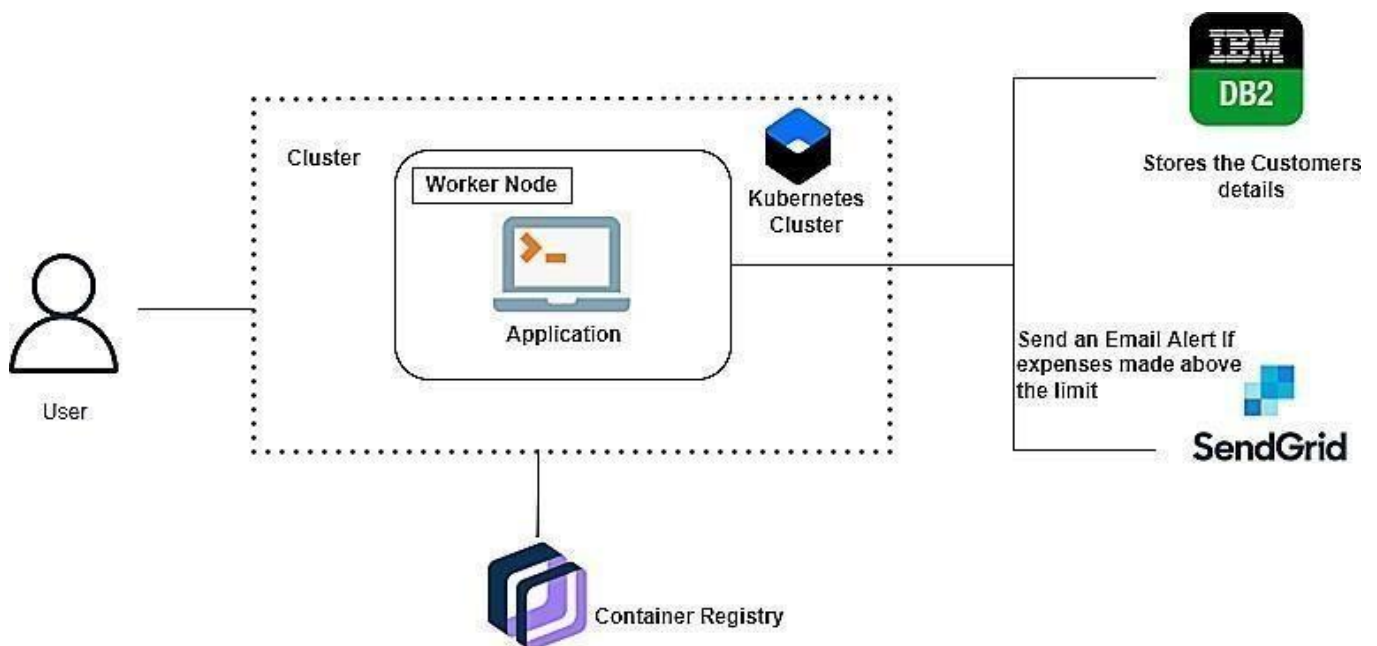 IBM
DB2
Stores the Customers
details
Cluster
Worker Node
Kubernetes
Cluster
Application
User
Send an Email Alert If
expenses made above
the limit
SendGrid
Container Registry